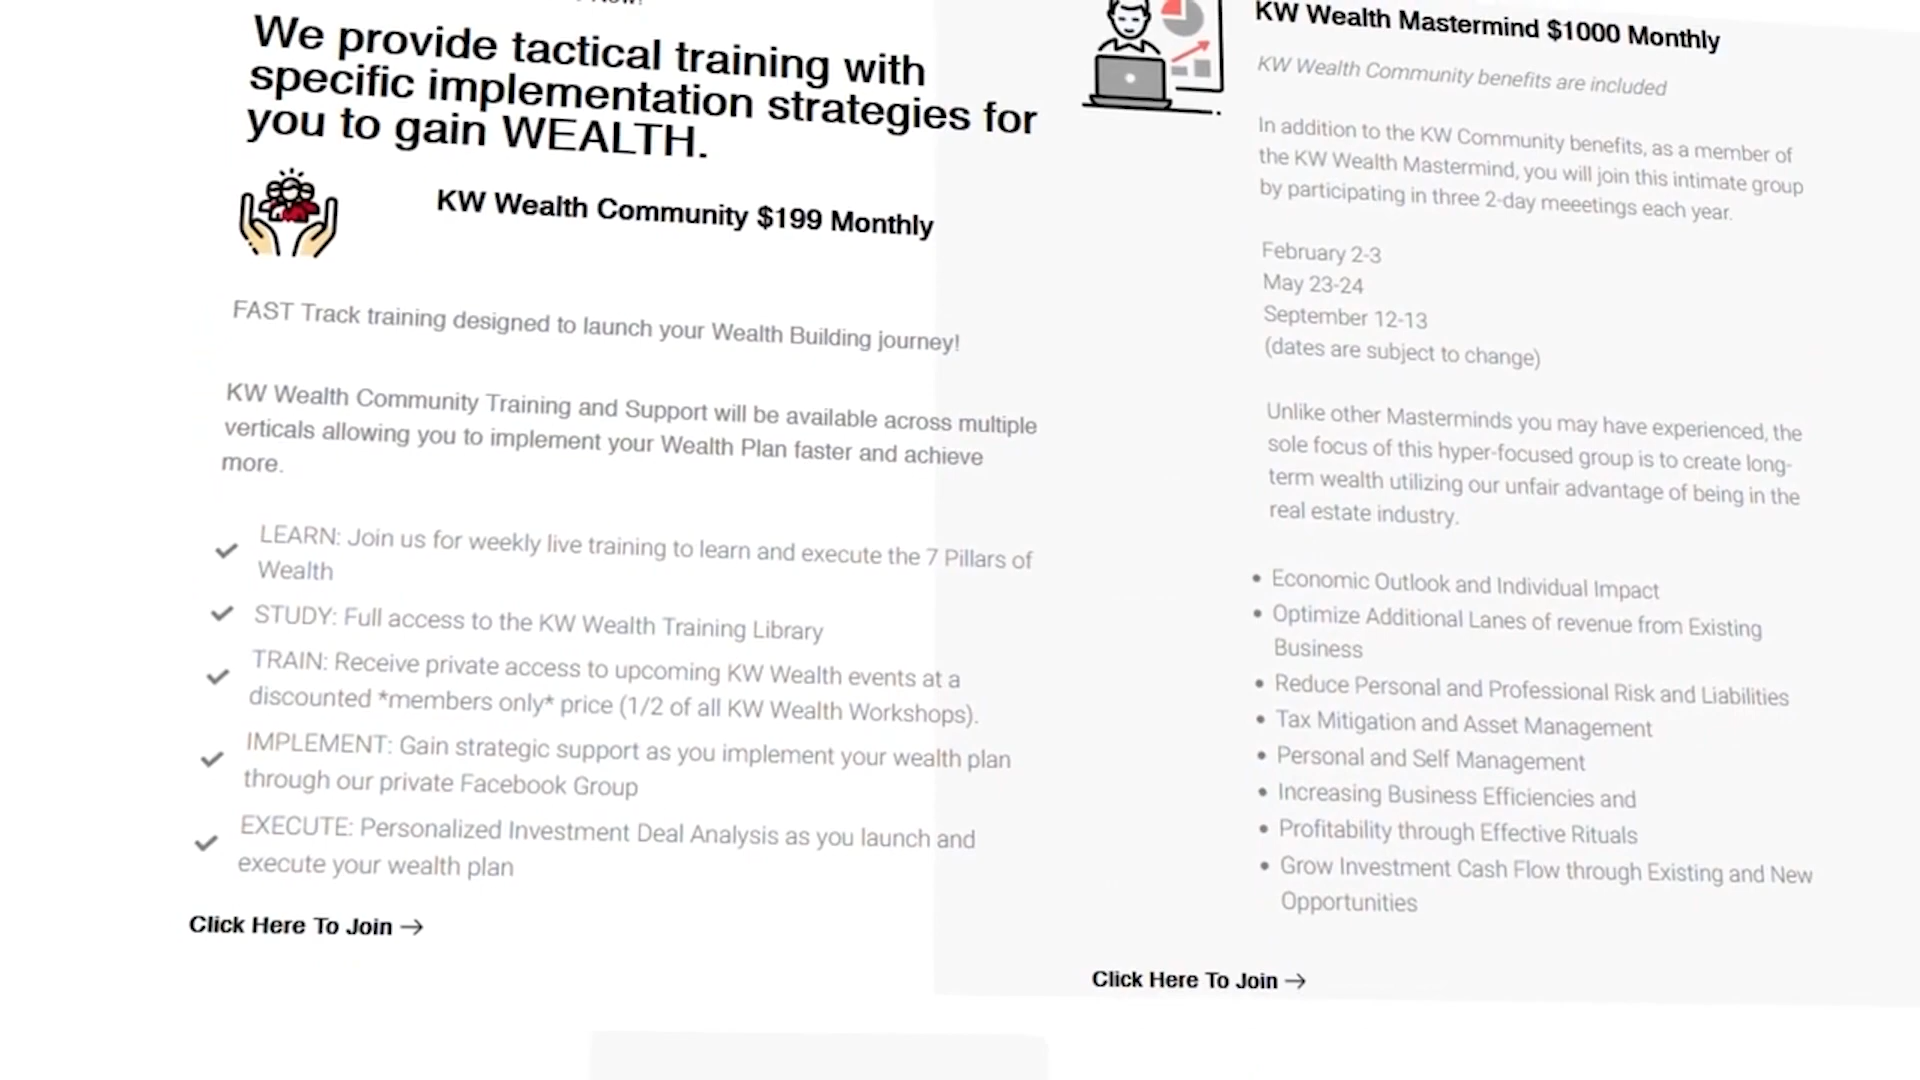 We provide tactical training with
specific implementation strategies for
you to gain WEALTH.
KW Wealth Community $199 Monthly
FAST Track training designed to launch your Wealth Building journey!
KW Wealth Community Training and Support will be available across multiple
verticals allowing you to implement your Wealth Plan faster and achieve
more.
LEARN: Join us for weekly live training to learn and execute the 7 Pillars of
Wealth
STUDY: Full access to the KW Wealth Training Library
TRAIN: Receive private access to upcoming KW Wealth events at a
discounted *members only* price (1/2 of all KW Wealth Workshops).
IMPLEMENT: Gain strategic support as you implement your wealth plan
through our private Facebook Group
EXECUTE: Personalized Investment Deal Analysis as you launch and
execute your wealth plan
Click Here To Join →
KW Wealth Mastermind $1000 Monthly
KW Wealth Community benefits are included
In addition to the KW Community benefits, as a member of
the KW Wealth Mastermind, you will join this intimate group
by participating in three 2-day meeetings each year.
February 2-3
May 23-24
September 12-13
(dates are subject to change)
Unlike other Masterminds you may have experienced, the
sole focus of this hyper-focused group is to create long-
term wealth utilizing our unfair advantage of being in the
real estate industry.
• Economic Outlook and Individual Impact
• Optimize Additional Lanes of revenue from Existing
Business
• Reduce Personal and Professional Risk and Liabilities
• Tax Mitigation and Asset Management
• Personal and Self Management
• Increasing Business Efficiencies and
• Profitability through Effective Rituals
• Grow Investment Cash Flow through Existing and New
Opportunities
Click Here To Join →